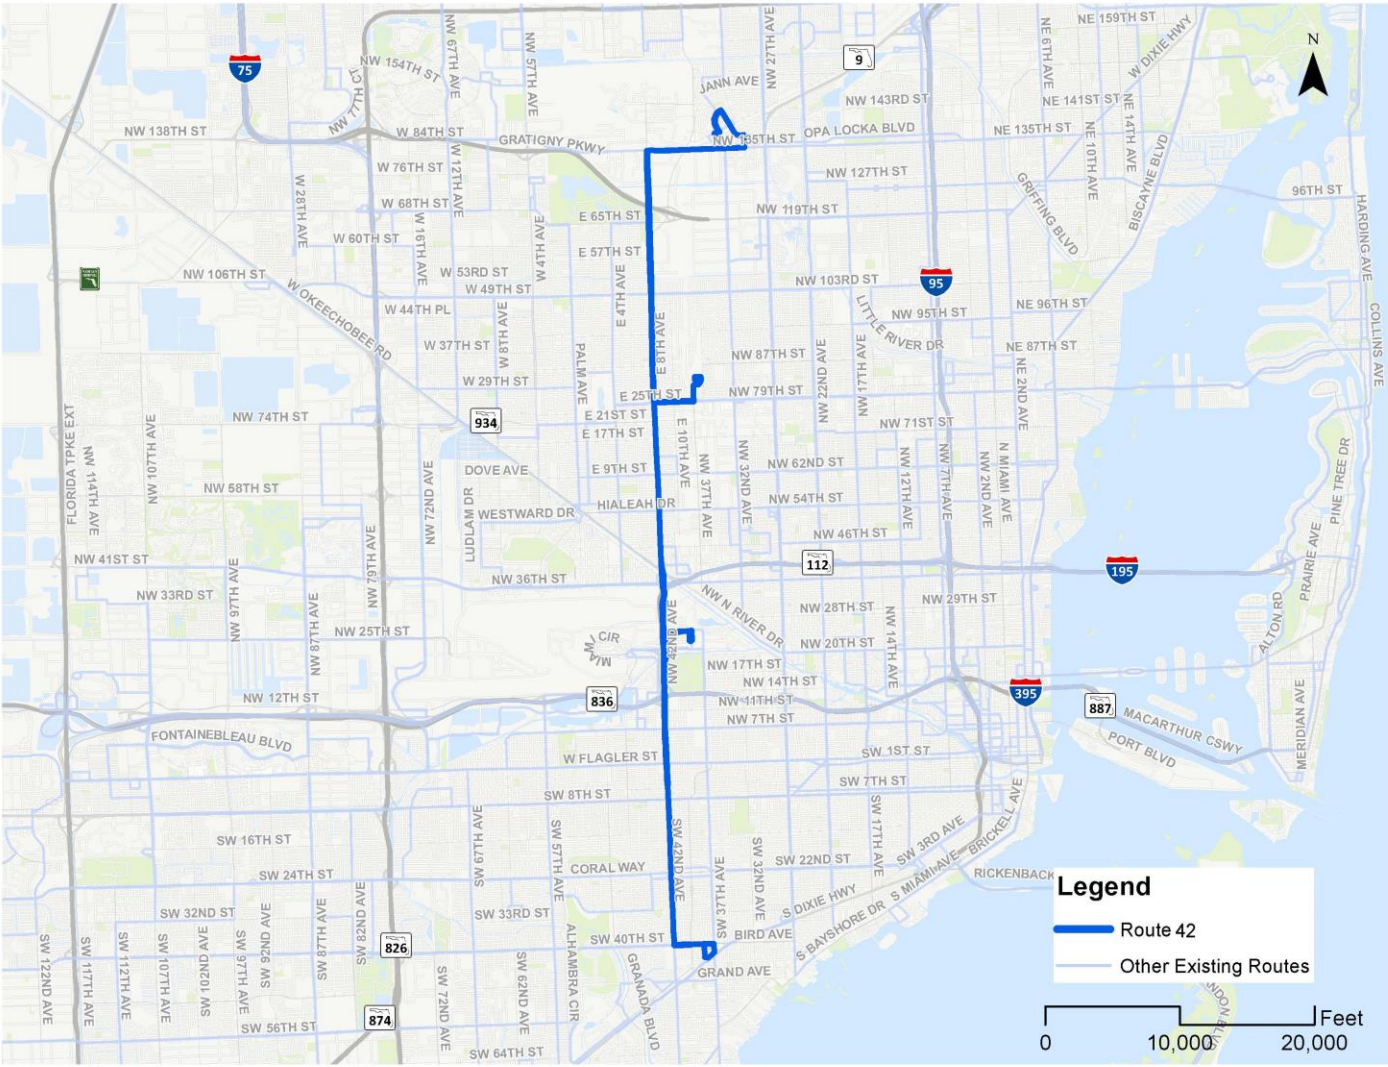 NE 159TH ST
NW 67TH AVE
NW 57TH AVE
NW 27TH AVE
NE 6TH AVE
W DIXIE HWY
N
9
75
NW 154TH ST
NW 77TH CT
JANN AVE
NW 143RD ST
NE 141ST ST
NE 14TH AVE
NW 138TH ST
W 84TH ST
GRATIGNY PKWY
NW 135TH ST
OPA LOCKA BLVD
NE 135TH ST
NE 10TH AVE
W 76TH ST
W 12TH AVE
NW 127TH ST
GRIFFING BLVD
BISCAYNE BLVD
96TH ST
W 28TH AVE
W 68TH ST
W 16TH AVE
W 4TH AVE
E 65TH ST
NW 119TH ST
HARDING AVE
W 60TH ST
E 57TH ST
NW 106TH ST
W 53RD ST
W 49TH ST
E 4TH AVE
NW 103RD ST
95
W OKEECHOBEE RD
W 44TH PL
W 8TH AVE
E 8TH AVE
LITTLE RIVER DR
NW 95TH ST
NE 96TH ST
COLLINS AVE
W 37TH ST
PALM AVE
NW 87TH ST
NW 22ND AVE
NW 17TH AVE
NE 87TH ST
NE 2ND AVE
W 29TH ST
E 25TH ST
NW 79TH ST
FLORIDA TPKE EXT
NW 114TH AVE
NW 107TH AVE
NW 74TH ST
934
E 21ST ST
E 17TH ST
E 10TH AVE
NW 71ST ST
DOVE AVE
E 9TH ST
NW 37TH AVE
NW 32ND AVE
NW 62ND ST
NW 12TH AVE
NW 7TH AVE
NW 2ND AVE
N MIAMI AVE
PINE TREE DR
NW 58TH ST
NW 72ND AVE
LUDLAM DR
WESTWARD DR
HIALEAH DR
NW 54TH ST
NW 46TH ST
NW 41ST ST
NW 79TH AVE
NW 36TH ST
112
195
PRAIRIE AVE
NW 33RD ST
NW 97TH AVE
NW 87TH AVE
NW 42ND AVE
NW N RIVER DR
NW 28TH ST
NW 14TH AVE
NW 29TH ST
ALTON RD
NW 25TH ST
MIAMI CIR
NW 20TH ST
NW 17TH ST
NW 14TH ST
NW 12TH ST
836
NW 11TH ST
395
887
MERIDIAN AVE
FONTAINEBLEAU BLVD
NW 7TH ST
MACARTHUR CSWY
PORT BLVD
W FLAGLER ST
SW 1ST ST
SW 8TH ST
SW 7TH ST
SW 16TH ST
SW 67TH AVE
SW 57TH AVE
SW 42ND AVE
SW 37TH AVE
SW 32ND AVE
SW 17TH AVE
SW 3RD AVE
BRICKELL AVE
SW 24TH ST
CORAL WAY
SW 22ND ST
S MIAMI AVE
RICKENBACK
SW 32ND ST
SW 33RD ST
S DIXIE HWY
S BAYSHORE DR
SW 122ND AVE
SW 117TH AVE
SW 112TH AVE
SW 107TH AVE
SW 102ND AVE
SW 97TH AVE
SW 92ND AVE
SW 87TH AVE
SW 82ND AVE
826
SW 72ND AVE
SW 62ND AVE
ALHAMBRA CIR
SW 40TH ST
GRANADA BLVD
BIRD AVE
GRAND AVE
874
SW 56TH ST
SW 64TH ST
Legend
Route 42
Other Existing Routes
Feet
0 10,000 20,000